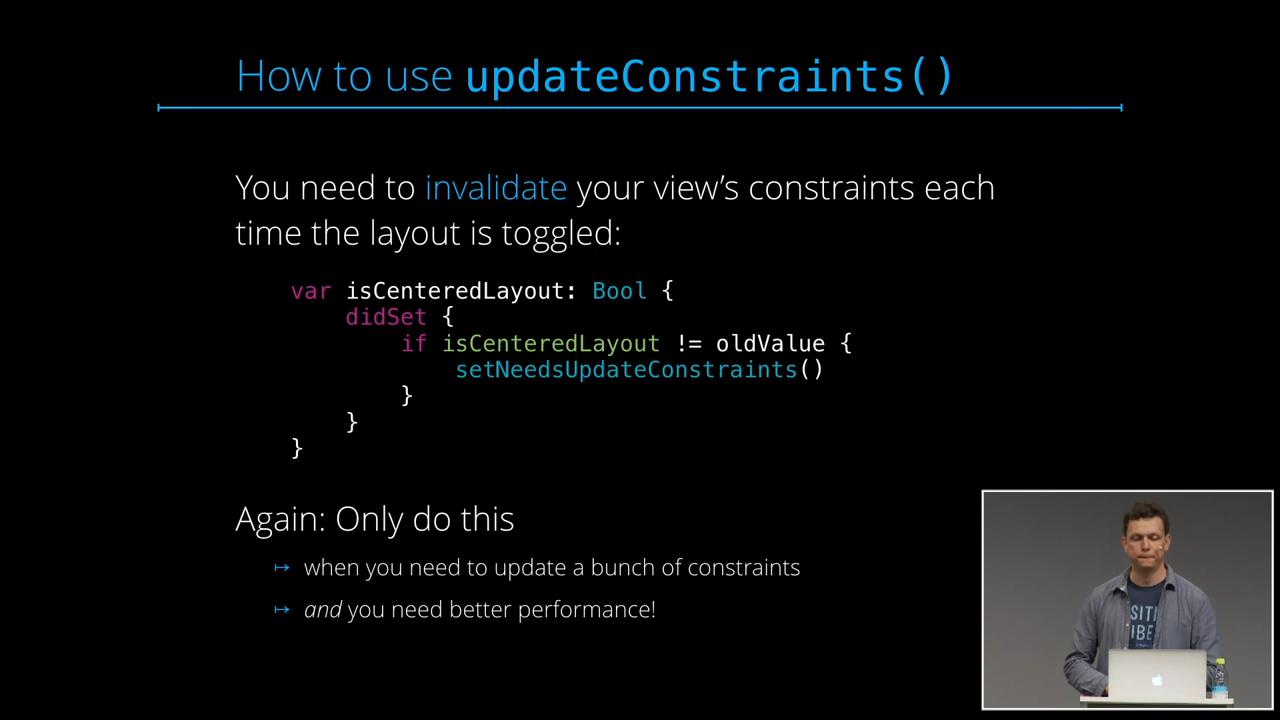 How to use updateConstraints()
You need to invalidate your view’s constraints each
time the layout is toggled:
var isCenteredLayout: Bool {
didSet {
if isCenteredLayout != oldValue {
setNeedsUpdateConstraints()
}
}
}
Again: Only do this
↦ when you need to update a bunch of constraints
↦ and you need better performance!